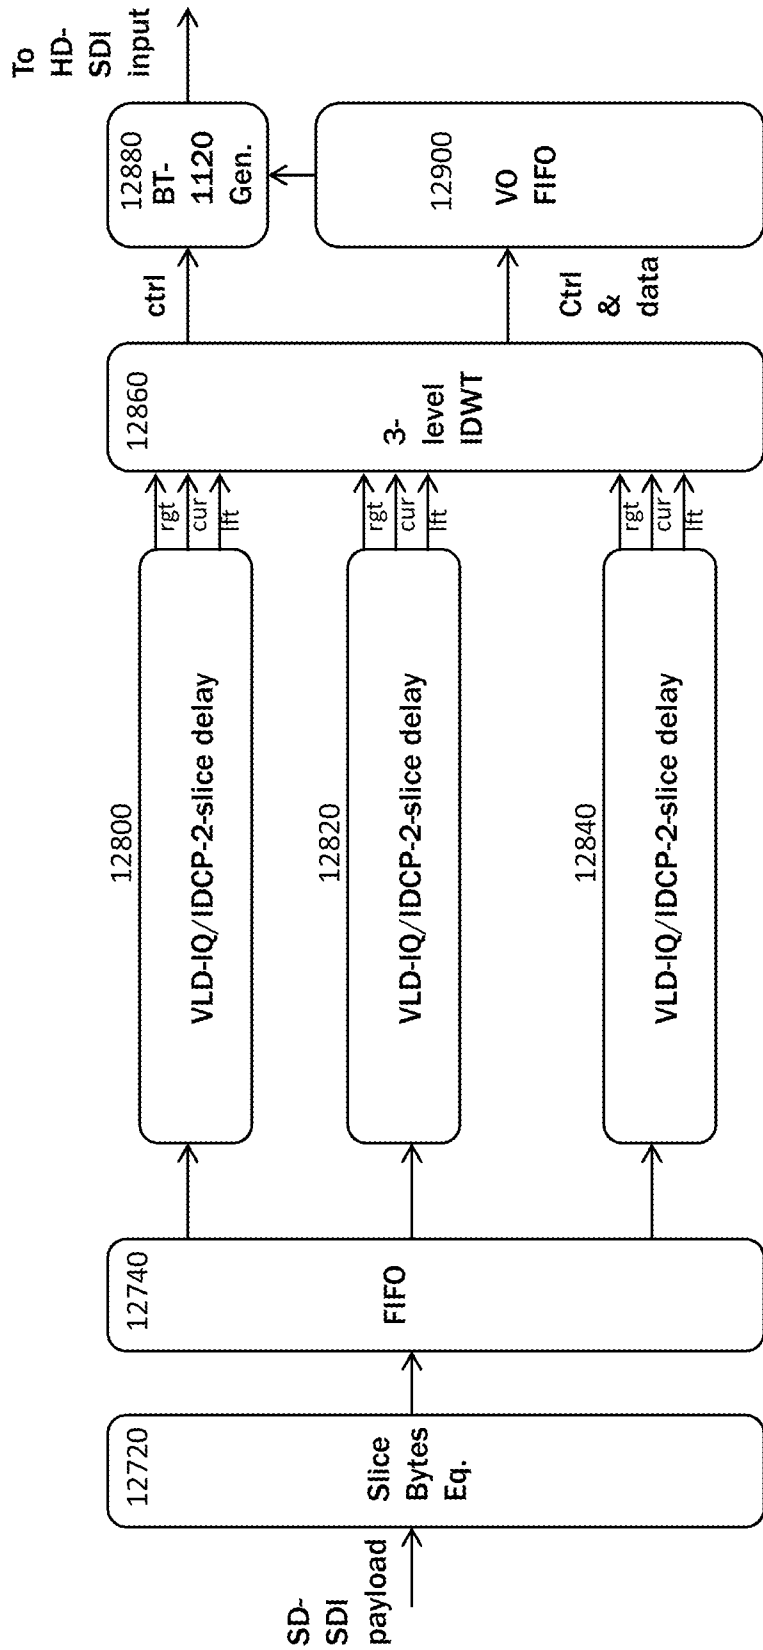 SD-
SDI
payload
12720
Slice
Bytes
Eq.
12740
FIFO
12800
VLD-IQ/IDCP-2-slice delay
rgt
cur
lft
12820
VLD-IQ/IDCP-2-slice delay
rgt
cur
lft
12840
VLD-IQ/IDCP-2-slice delay
rgt
cur
lft
12860
3-
level
IDWT
ctrl
Ctrl
&
data
12880
BT-
1120
Gen.
12900
VO
FIFO
To
HD-
SDI
input